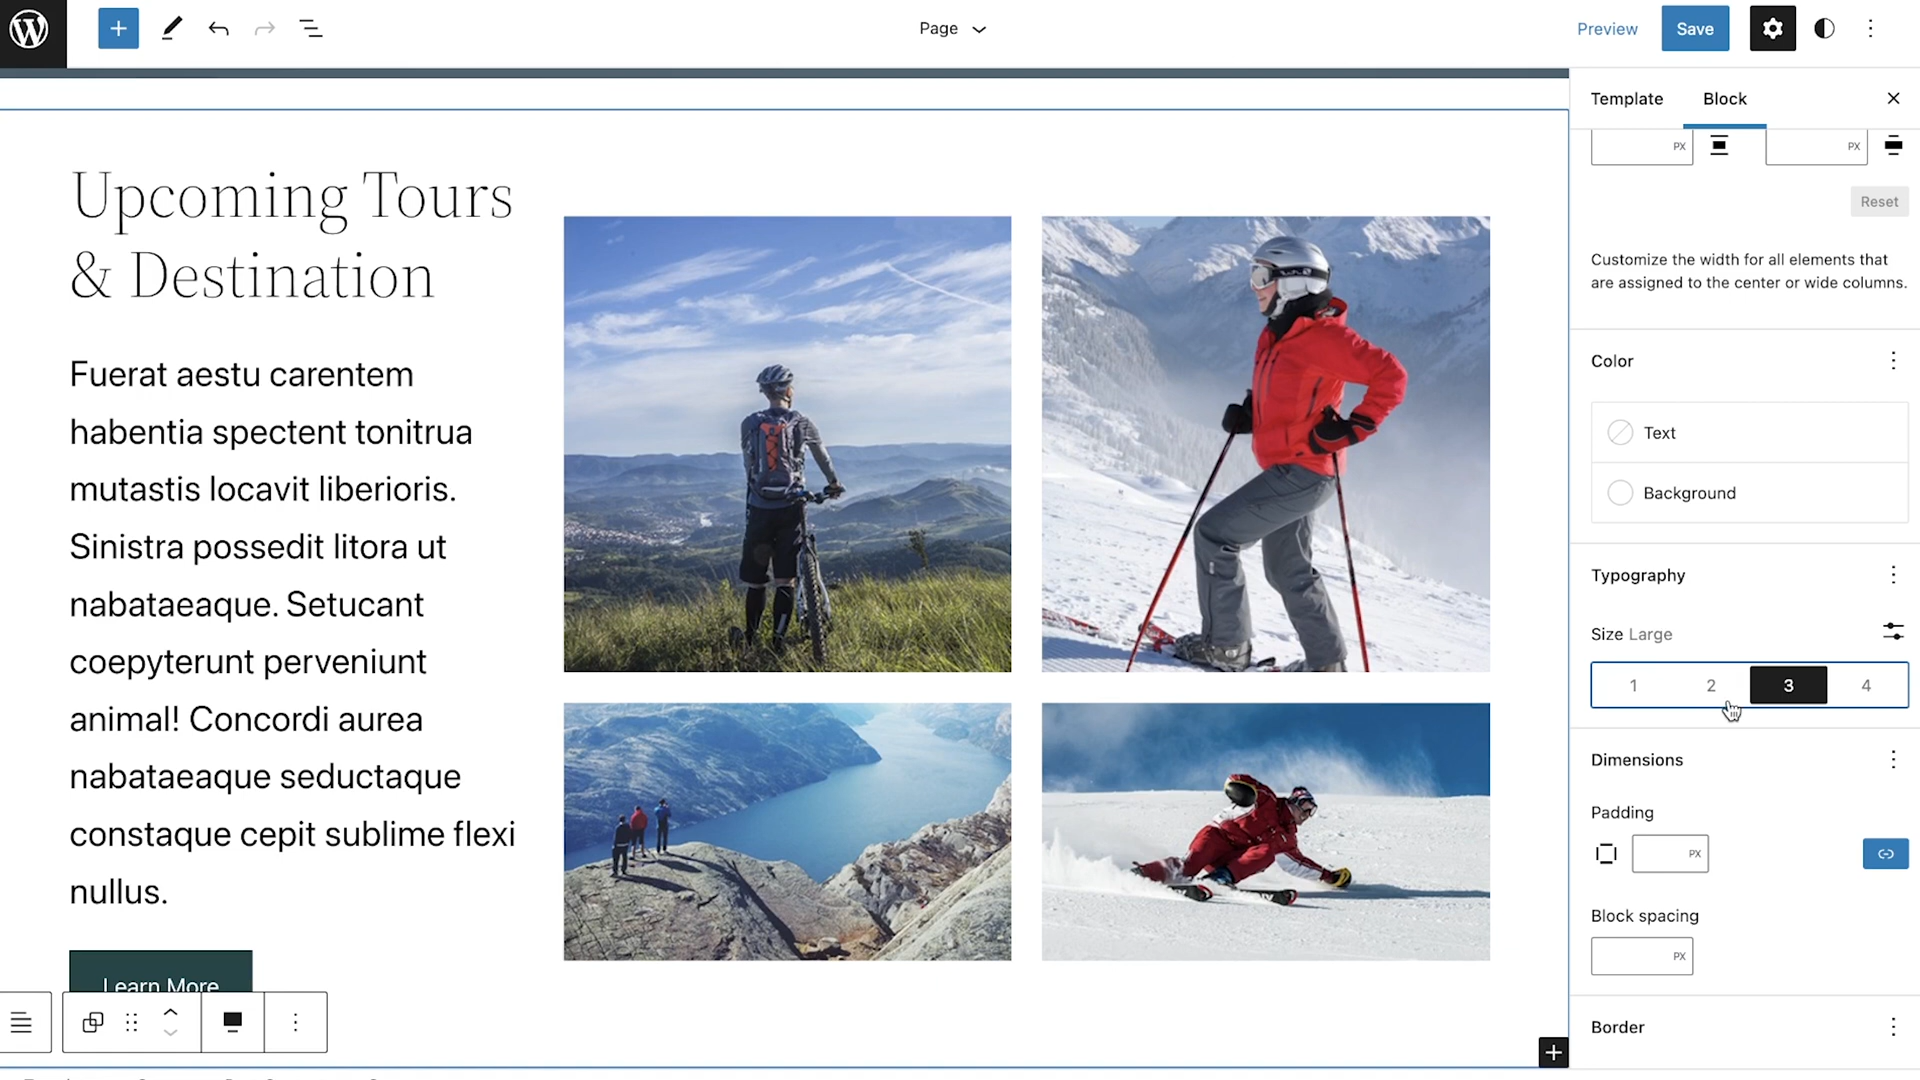 Page
Preview
Save
Template
Block
PX
PX
Reset
Customize the width for all elements that
are assigned to the center or wide columns.
Color
Text
Background
Typography
Size Large
1 2 3 4
Dimensions
Padding
PX
Block spacing
PX
Border
Upcoming Tours
& Destination
Fuerat aestu carentem
habentia spectent tonitrua
mutastis locavit liberioris.
Sinistra possedit litora ut
nabataeaque. Setucant
coepyterunt perveniunt
animal! Concordi aurea
nabataeaque seductaque
constaque cepit sublime flexi
nullus.
Learn More